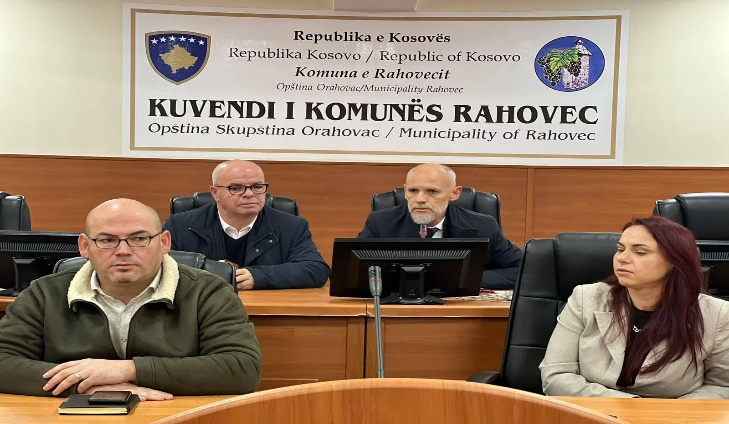 Republika e Kosovës
Republika Kosovo / Republic of Kosovo
Komuna e Rahovecit
Opština Orahovac/Municipality Rahovec
KUVENDI I KOMUNËS RAHOVEC
Opština Skupština Orahovac / Municipality of Rahovec